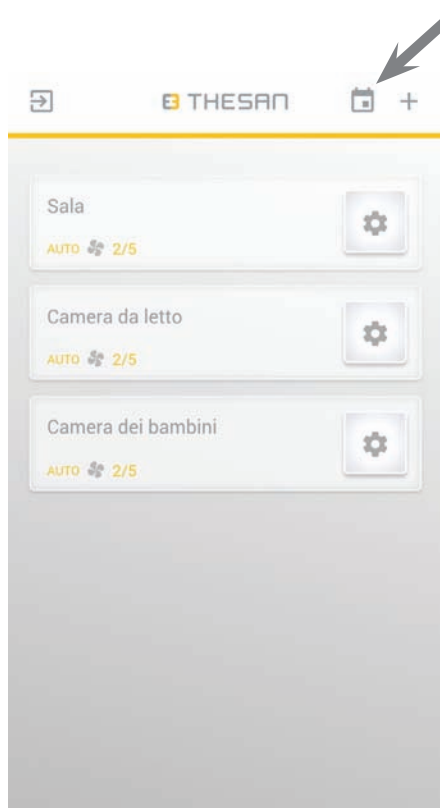 THESAN
Sala
AUTO 2/5
Camera da letto
AUTO 2/5
Camera dei bambini
AUTO 2/5